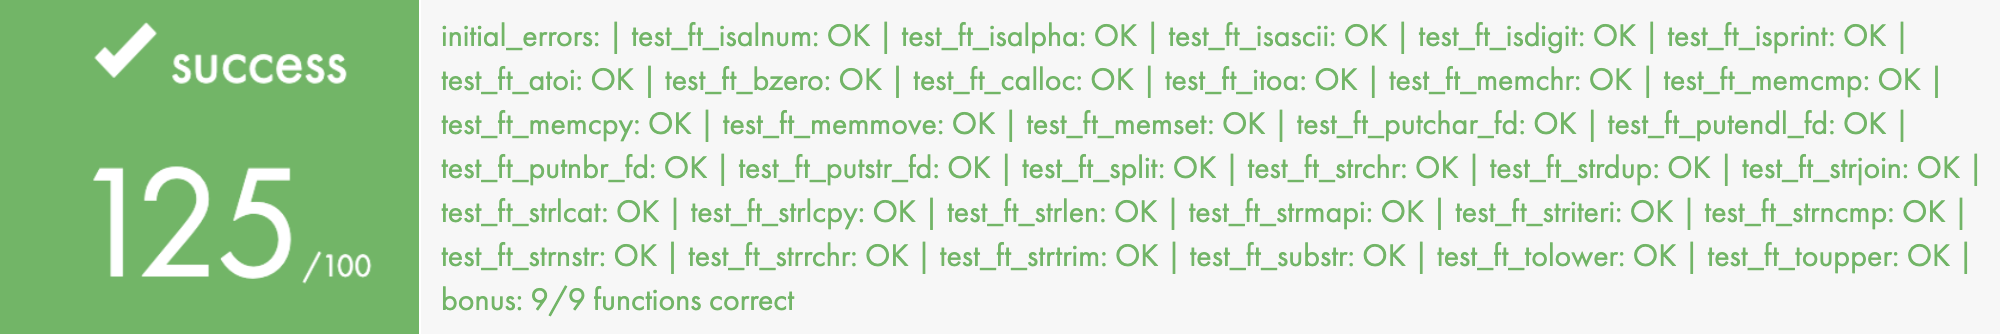 ✔ success
125 /100
initial_errors: | test_ft_isalnum: OK | test_ft_isalpha: OK | test_ft_isascii: OK | test_ft_isdigit: OK | test_ft_isprint: OK |
test_ft_atoi: OK | test_ft_bzero: OK | test_ft_calloc: OK | test_ft_itoa: OK | test_ft_memchr: OK | test_ft_memcmp: OK |
test_ft_memcpy: OK | test_ft_memmove: OK | test_ft_memset: OK | test_ft_putchar_fd: OK | test_ft_putendl_fd: OK |
test_ft_putnbr_fd: OK | test_ft_putstr_fd: OK | test_ft_split: OK | test_ft_strchr: OK | test_ft_strdup: OK | test_ft_strjoin: OK |
test_ft_strlcat: OK | test_ft_strlcpy: OK | test_ft_strlen: OK | test_ft_strmapi: OK | test_ft_striteri: OK | test_ft_strncmp: OK |
test_ft_strnstr: OK | test_ft_strrchr: OK | test_ft_strtrim: OK | test_ft_substr: OK | test_ft_tolower: OK | test_ft_toupper: OK |
bonus: 9/9 functions correct